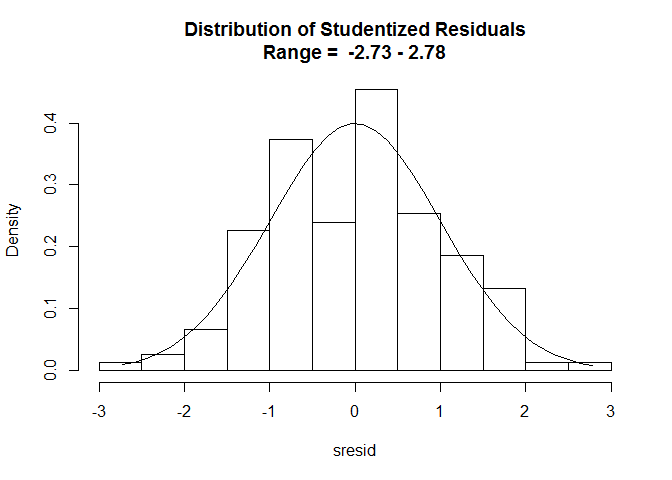 Distribution of Studentized Residuals
Range =  -2.73 - 2.78
Density
0.4
0.3
0.2
0.1
0.0
-3 -2 -1 0 1 2 3
sresid